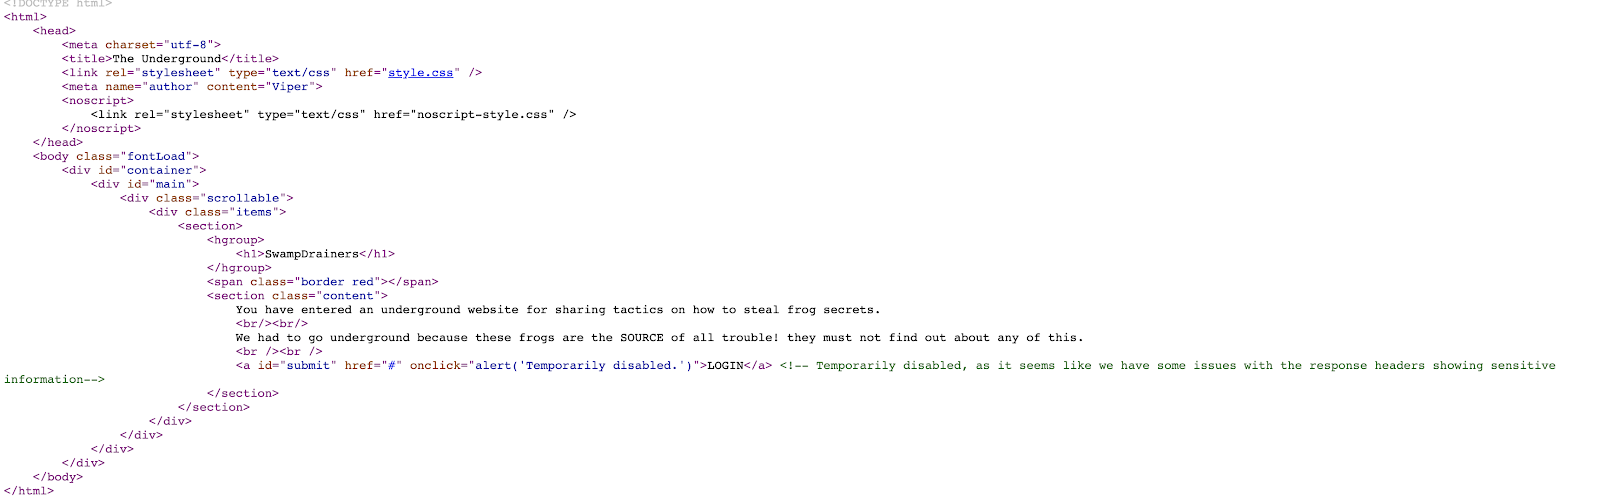 <!DOCTYPE html>
<html>
<head>
<meta charset="utf-8">
<title>The Underground</title>
<link rel="stylesheet" type="text/css" href="style.css" />
<meta name="author" content="Viper">
<noscript>
<link rel="stylesheet" type="text/css" href="noscript-style.css" />
</noscript>
</head>
<body class="fontLoad">
<div id="container">
<div id="main">
<div class="scrollable">
<div class="items">
<section>
<hgroup>
<h1>SwampDrainers</h1>
</hgroup>
<span class="border red"></span>
<section class="content">
You have entered an underground website for sharing tactics on how to steal frog secrets.
<br/><br/>
We had to go underground because these frogs are the SOURCE of all trouble! they must not find out about any of this.
<br /><br />
<a id="submit" href="#" onclick="alert('Temporarily disabled.')">LOGIN</a> <!-- Temporarily disabled, as it seems like we have some issues with the response headers showing sensitive
information-->
</section>
</section>
</div>
</div>
</div>
</div>
</body>
</html>